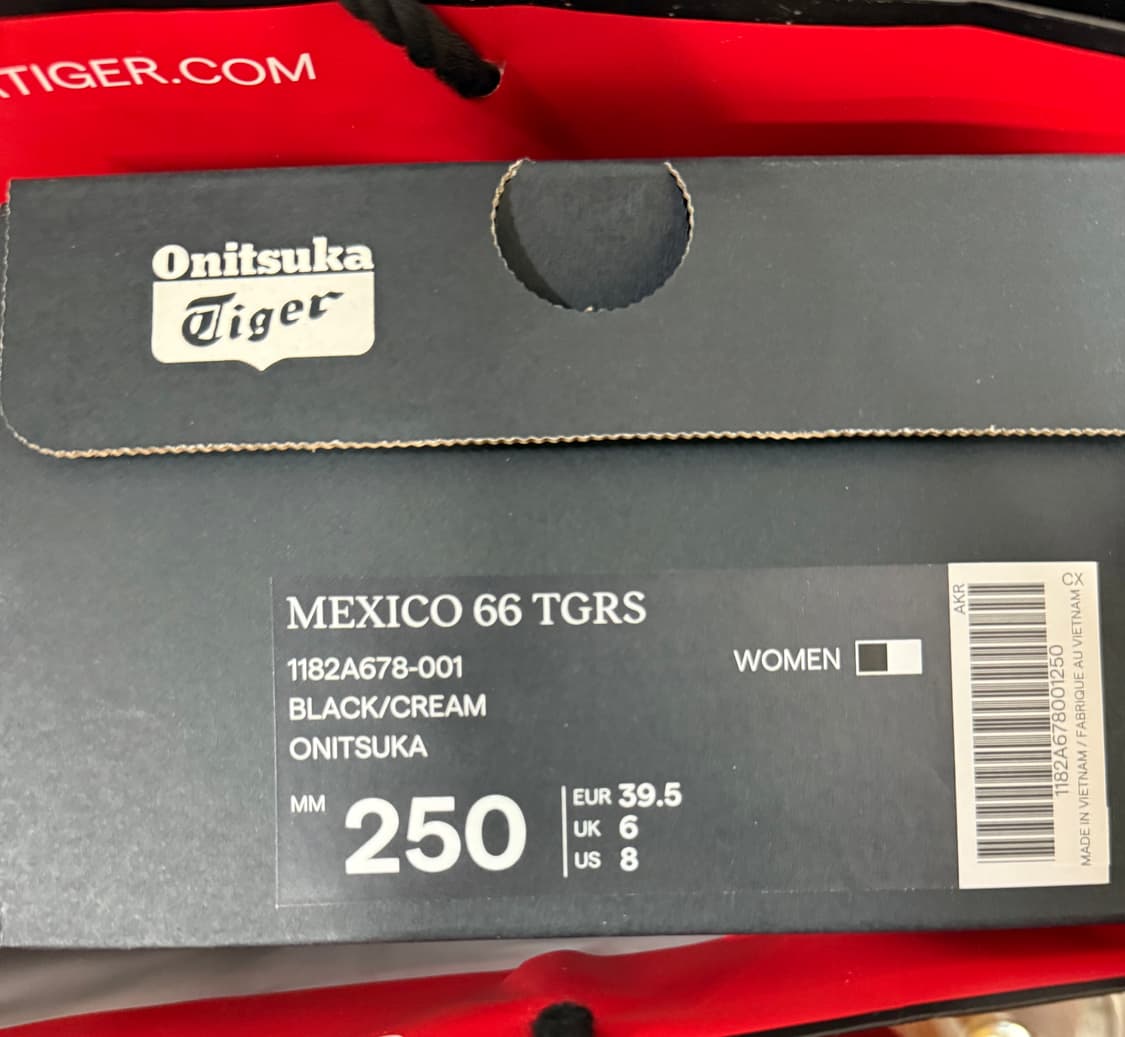 TIGER.COM
Onitsuka
Tiger
MEXICO 66 TGRS
1182A678-001
BLACK/CREAM
ONITSUKA
WOMEN
MM 250
EUR 39.5
UK 6
US 8
AKR
1182A678001250
MADE IN VIETNAM / FABRIQUE AU VIETNAM
CX